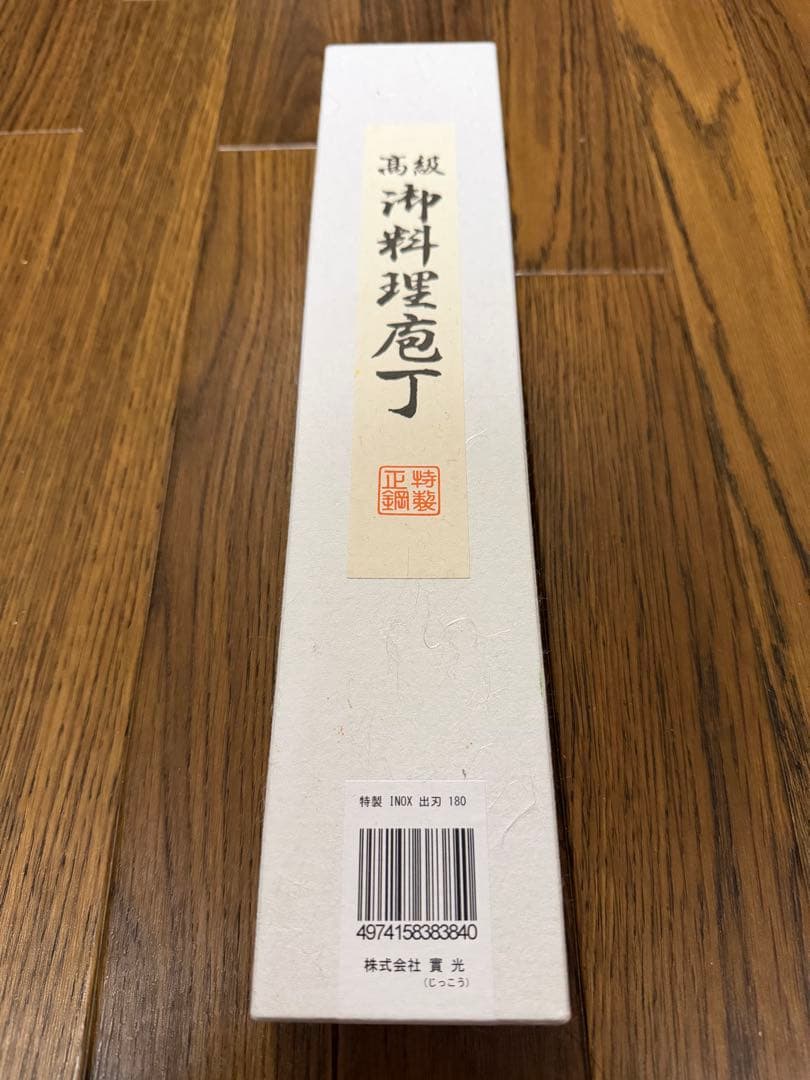 高級
御料理庖丁
特製
正鋼
特製 INOX 出刃 180
4974158383840
株式会社 實光
(じっこう)